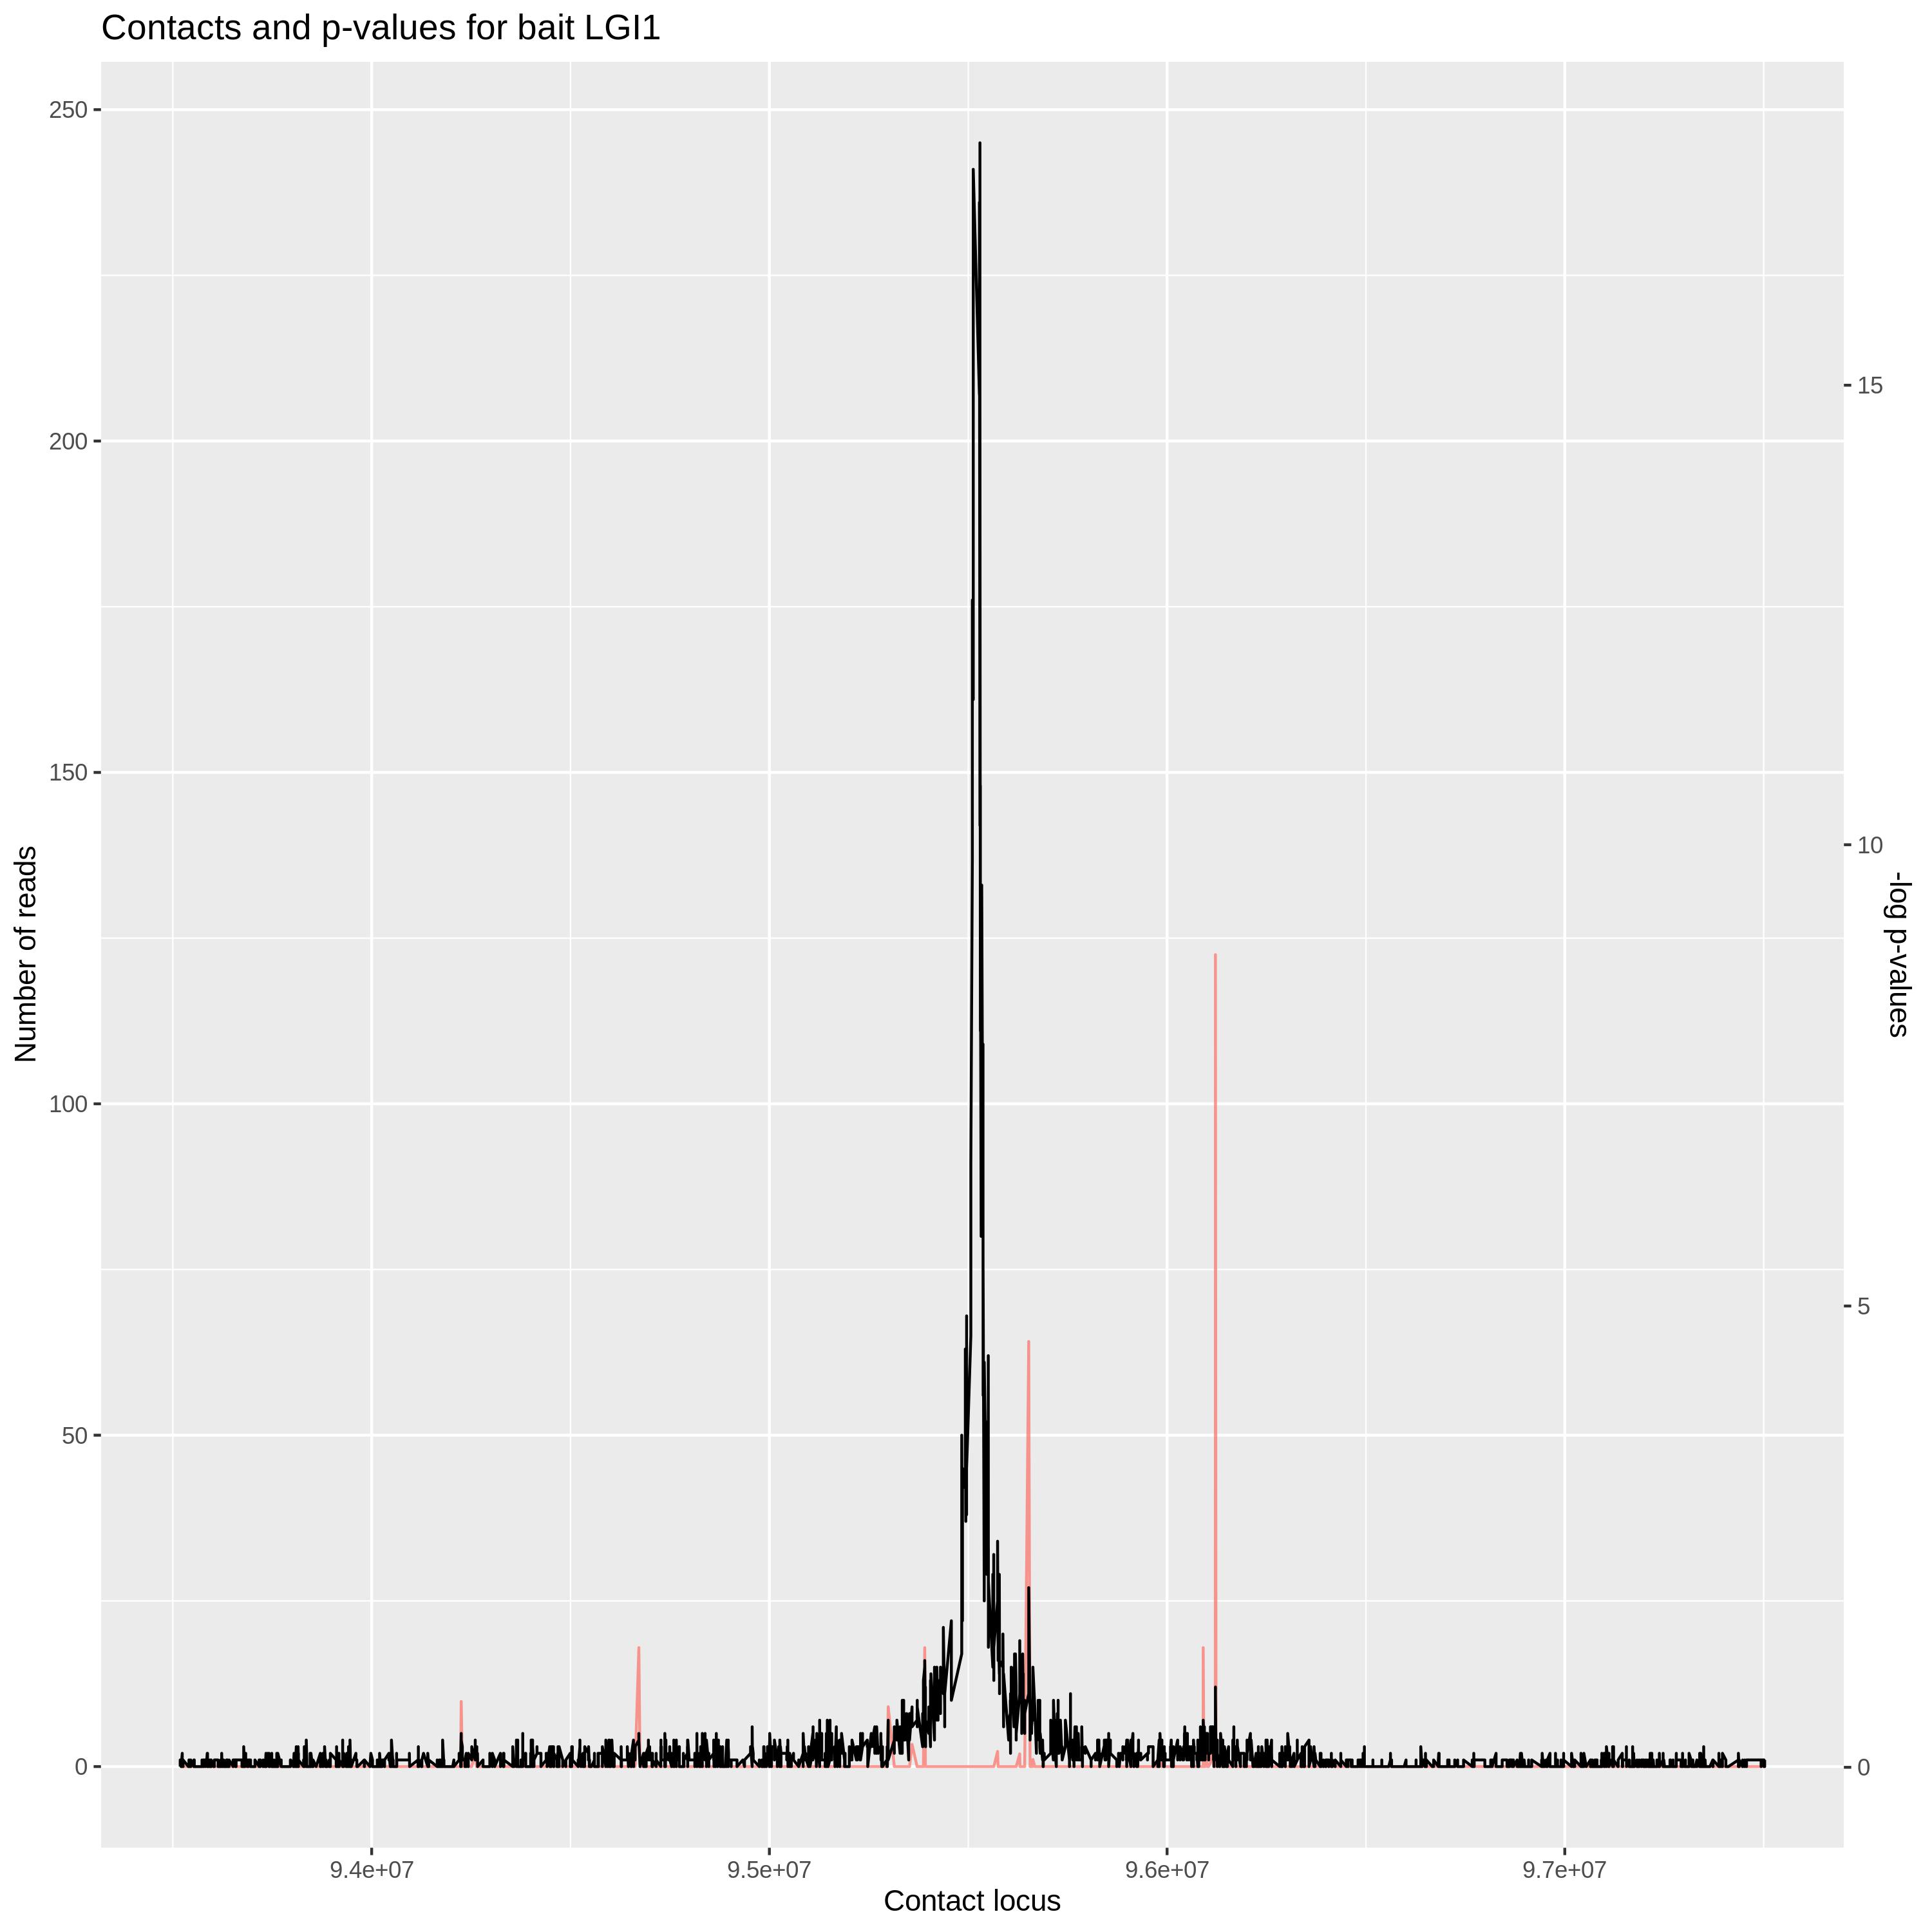 Contacts and p-values for bait LGI1
250
200
150
100
50
0
Number of reads
15
10
5
0
-log p-values
9.4e+07
9.5e+07
9.6e+07
9.7e+07
Contact locus